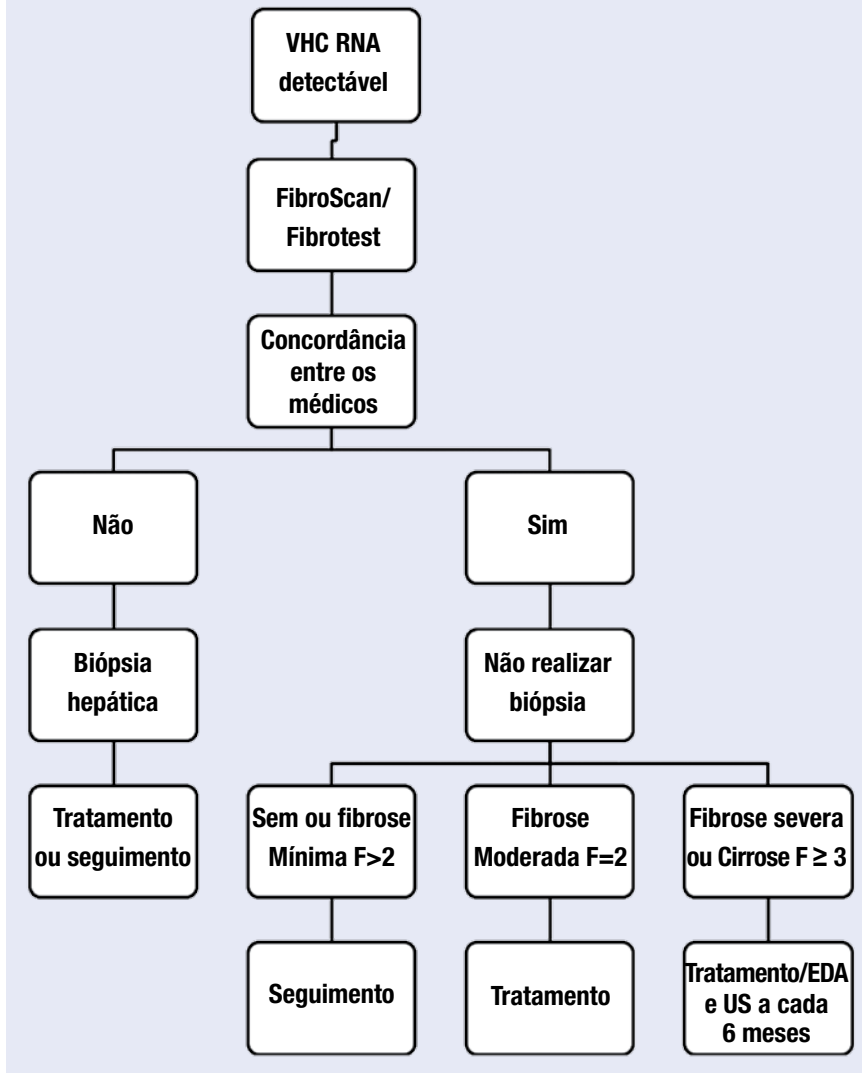 VHC RNA
detectável
FibroScan/
Fibrotest
Concordância
entre os
médicos
Não
Sim
Biópsia
hepática
Não realizar
biópsia
Tratamento
ou seguimento
Sem ou fibrose
Mínima F>2
Fibrose
Moderada F=2
Fibrose severa
ou Cirrose F ≥ 3
Seguimento
Tratamento
Tratamento/EDA
e US a cada
6 meses